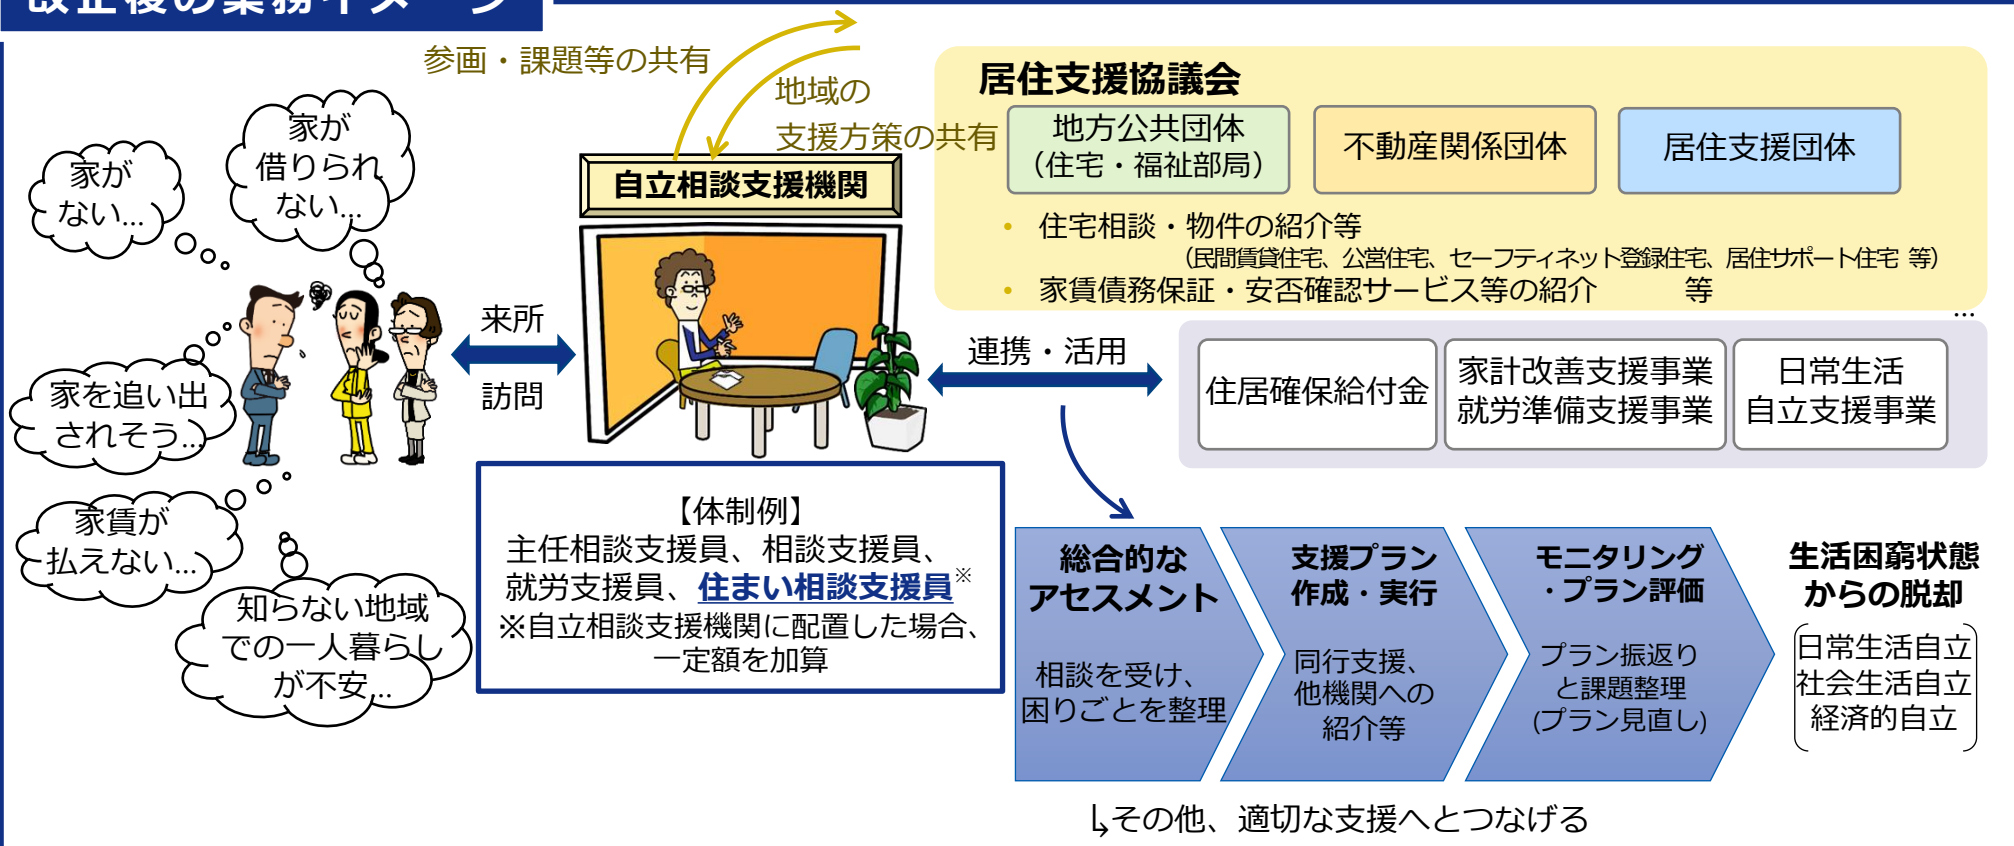 改正後の業務イメージ
参画・課題等の共有
地域の
支援方策の共有
家が
ない…
家が
借りられ
ない…
家を追い出
されそう…
家賃が
払えない…
知らない地域
での一人暮らし
が不安…
来所
訪問
自立相談支援機関
【体制例】
主任相談支援員、相談支援員、
就労支援員、住まい相談支援員※
※自立相談支援機関に配置した場合、
一定額を加算
居住支援協議会
地方公共団体
（住宅・福祉部局）
不動産関係団体
居住支援団体
• 住宅相談・物件の紹介等
（民間賃貸住宅、公営住宅、セーフティネット登録住宅、居住サポート住宅 等）
• 家賃債務保証・安否確認サービス等の紹介 等
…
連携・活用
住居確保給付金
家計改善支援事業
就労準備支援事業
日常生活
自立支援事業
総合的な
アセスメント
相談を受け、
困りごとを整理
支援プラン
作成・実行
同行支援、
他機関への
紹介等
モニタリング
・プラン評価
プラン振返り
と課題整理
(プラン見直し)
生活困窮状態
からの脱却
日常生活自立
社会生活自立
経済的自立
その他、適切な支援へとつなげる